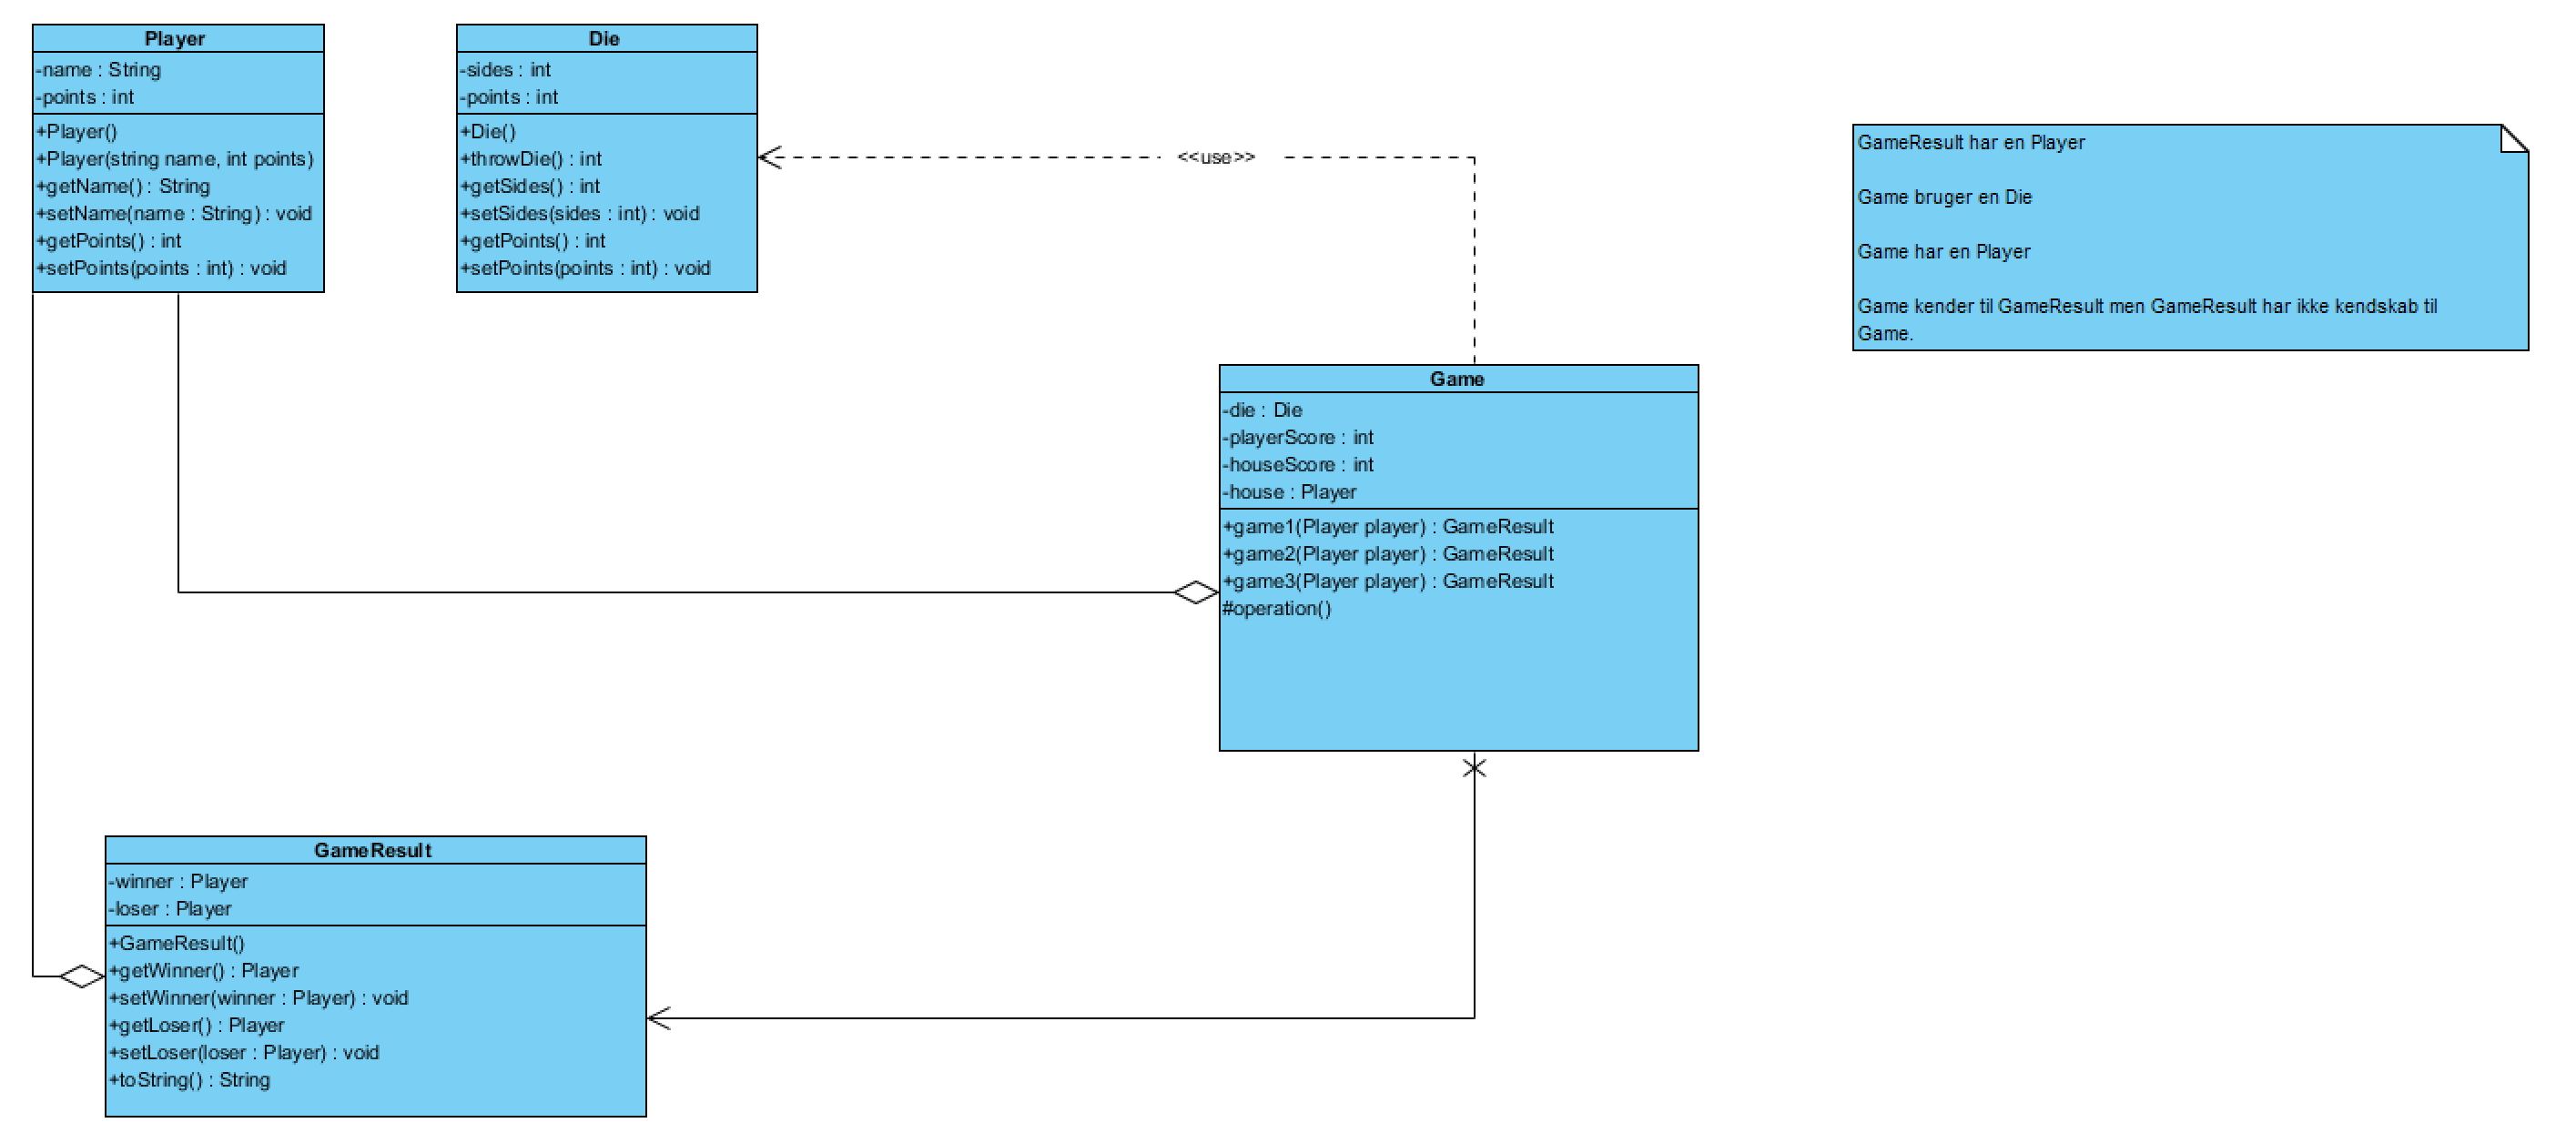 Player
-name : String
-points : int
+Player()
+Player(string name, int points)
+getName() : String
+setName(name : String) : void
+getPoints() : int
+setPoints(points : int) : void
Die
-sides : int
-points : int
+Die()
+throwDie() : int
+getSides() : int
+setSides(sides : int) : void
+getPoints() : int
+setPoints(points : int) : void
<<use>>
GameResult har en Player
Game bruger en Die
Game har en Player
Game kender til GameResult men GameResult har ikke kendskab til
Game.
Game
-die : Die
-playerScore : int
-houseScore : int
-house : Player
+game1(Player player) : GameResult
+game2(Player player) : GameResult
+game3(Player player) : GameResult
#operation()
GameResult
-winner : Player
-loser : Player
+GameResult()
+getWinner() : Player
+setWinner(winner : Player) : void
+getLoser() : Player
+setLoser(loser : Player) : void
+toString() : String